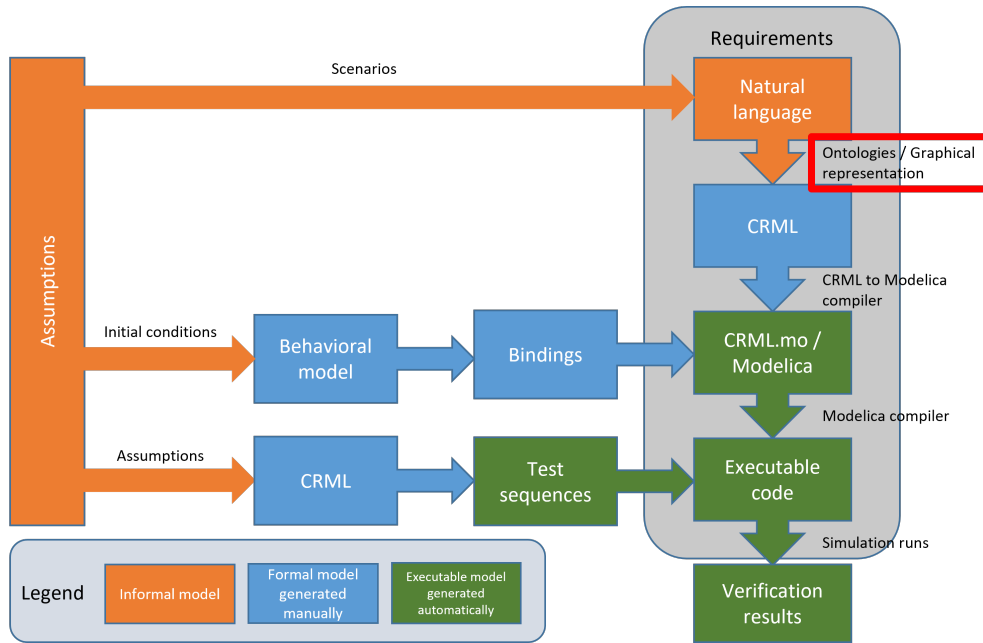 Requirements
Scenarios
Natural
language
Ontologies / Graphical
representation
CRML
CRML to Modelica
compiler
Assumptions
Initial conditions
Behavioral
model
Bindings
CRML.mo /
Modelica
Modelica compiler
Assumptions
CRML
Test
sequences
Executable
code
Simulation runs
Verification
results
Legend
Informal model
Formal model
generated
manually
Executable model
generated
automatically